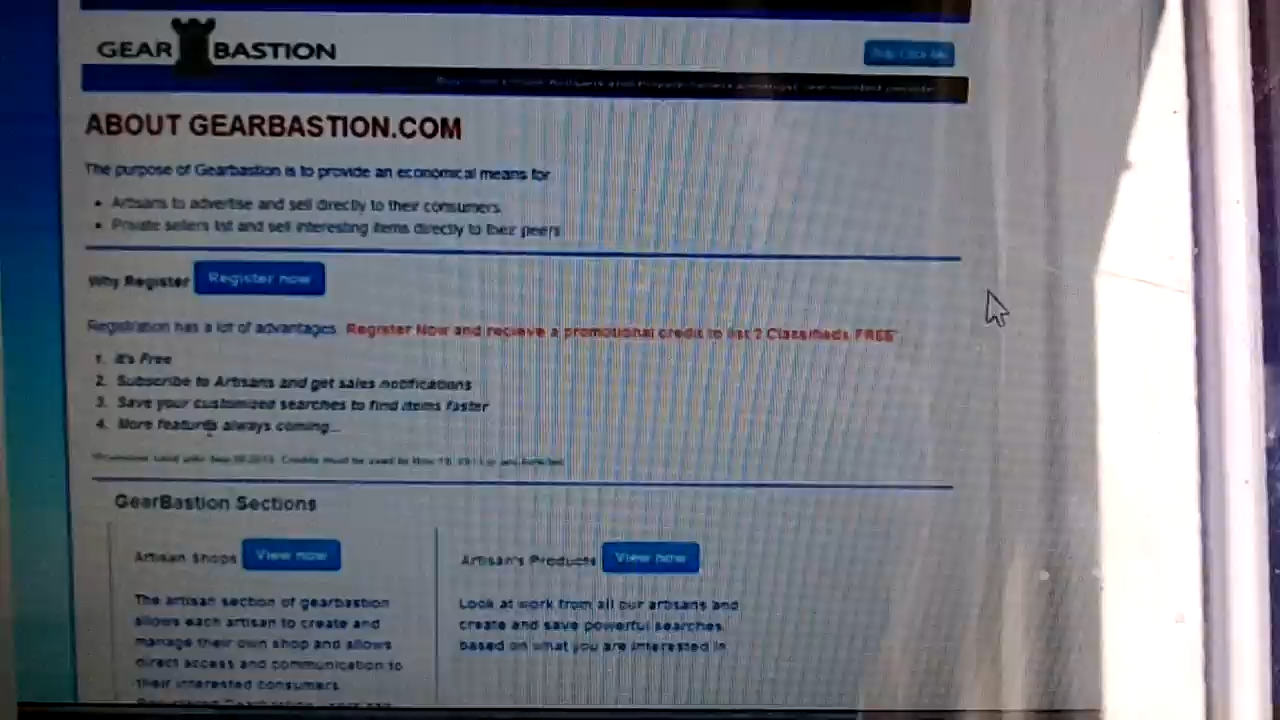 GEAR BASTION
ABOUT GEARBASTION.COM
The purpose of Gearbastion is to provide an economical means for
• Artisans to advertise and sell directly to their consumers.
• Private sellers list and sell interesting items directly to their peers
Why Register Register now
Registration has a lot of advantages. Register Now and recieve a promotional credit to list 2 Classifieds FREE*
1. It's Free
2. Subscribe to Artisans and get sales notifications
3. Save your customized searches to find items faster
4. More features always coming...
GearBastion Sections
Artisan Shops View now
The artisan section of gearbastion
allows each artisan to create and
manage their own shop and allows
direct access and communication to
their interested consumers.
Artisan's Products View now
Look at work from all our artisans and
create and save powerful searches
based on what you are interested in